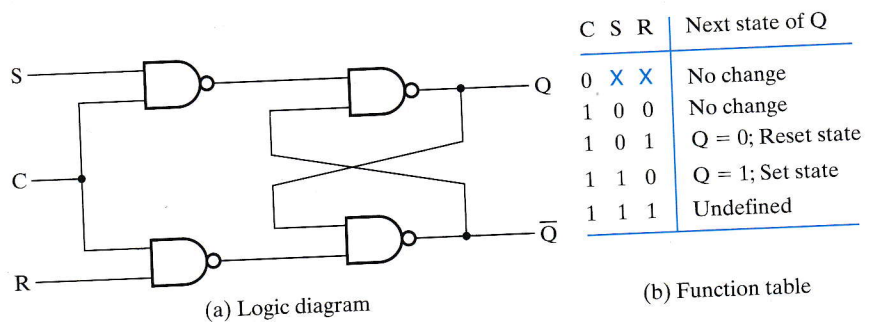 S
C
R
Q
Q̅
(a) Logic diagram
C S R Next state of Q
0 X X No change
1 0 0 No change
1 0 1 Q = 0; Reset state
1 1 0 Q = 1; Set state
1 1 1 Undefined
(b) Function table